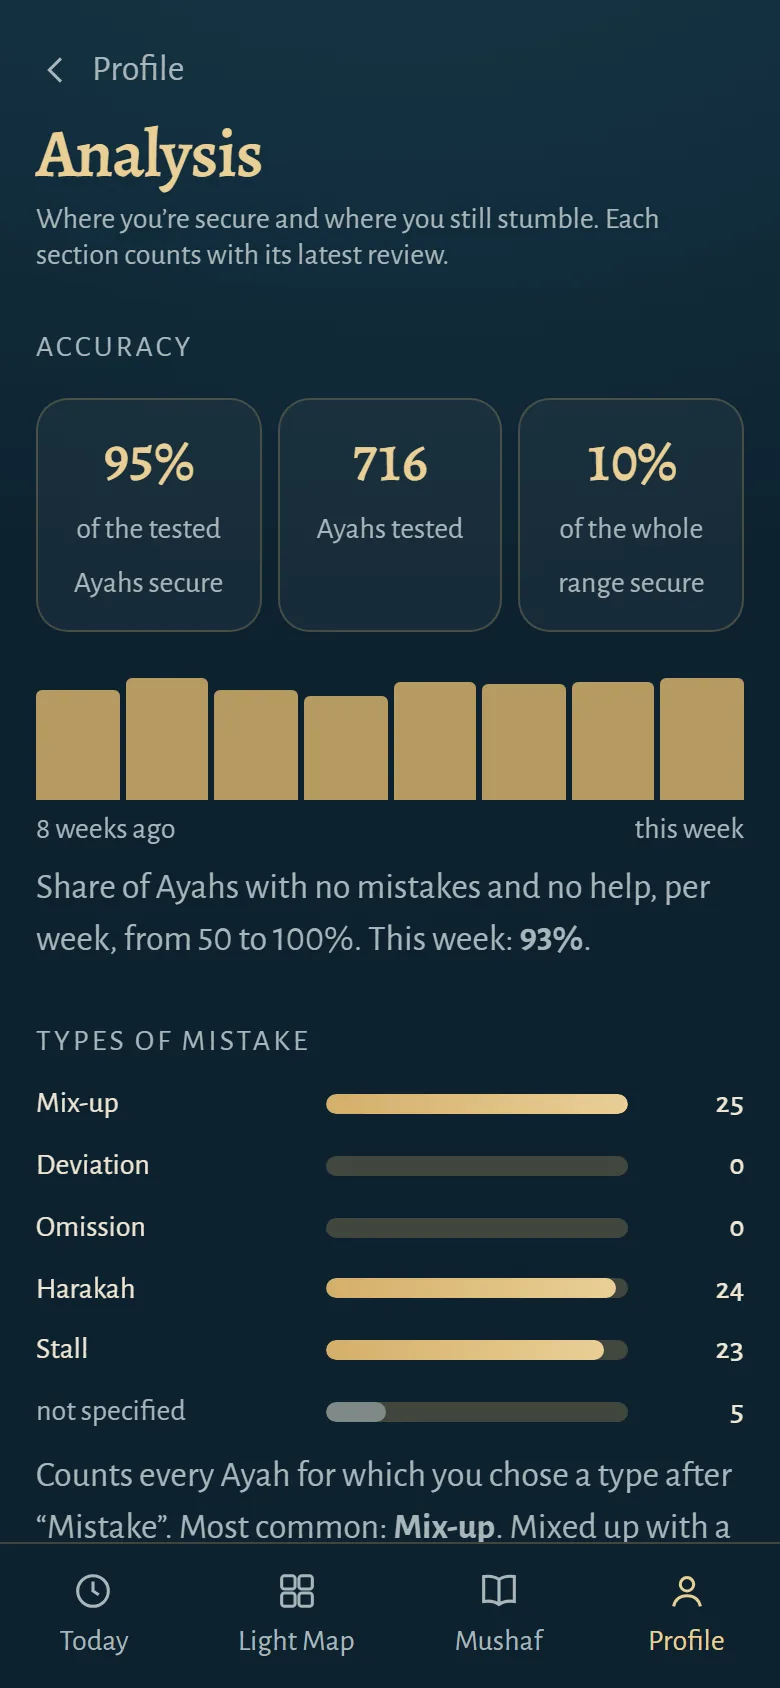 Profile
Analysis
Where you’re secure and where you still stumble. Each
section counts with its latest review.
ACCURACY
95%
of the tested
Ayahs secure
716
Ayahs tested
10%
of the whole
range secure
8 weeks ago
this week
Share of Ayahs with no mistakes and no help, per
week, from 50 to 100%. This week: 93%.
TYPES OF MISTAKE
Mix-up 25
Deviation 0
Omission 0
Harakah 24
Stall 23
not specified 5
Counts every Ayah for which you chose a type after
“Mistake”. Most common: Mix-up. Mixed up with a
Today
Light Map
Mushaf
Profile